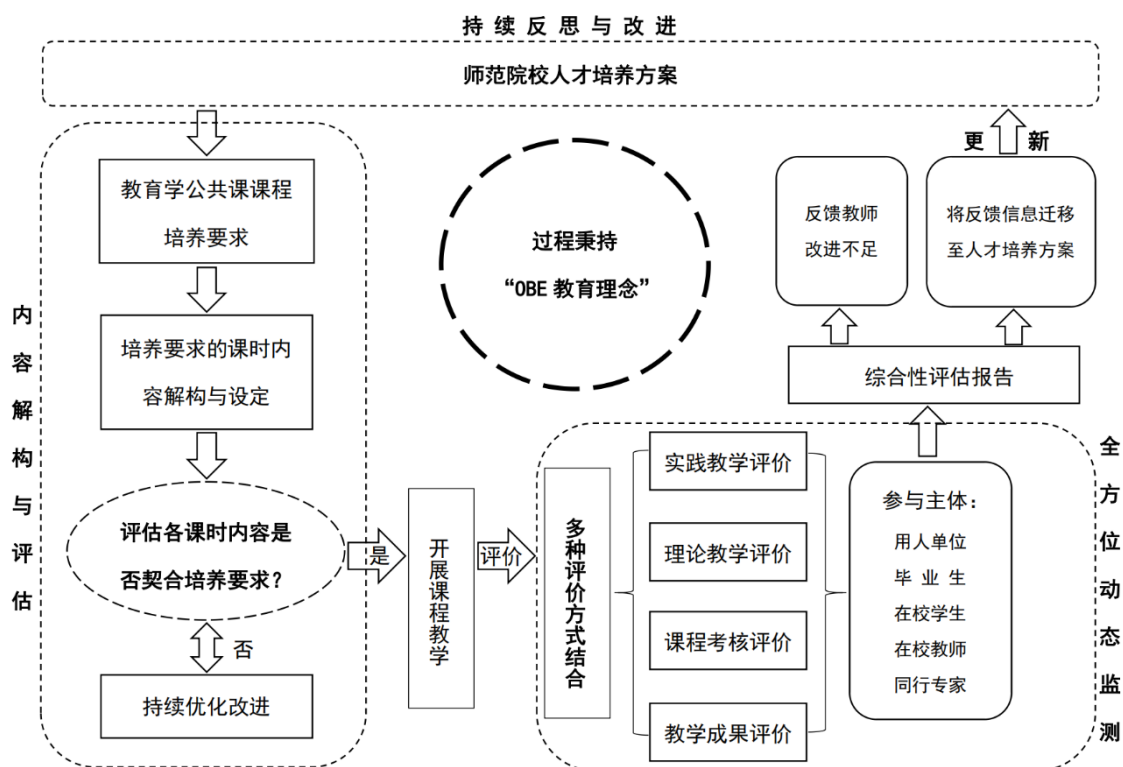 持续反思与改进
师范院校人才培养方案
内容解构与评估
教育学公共课课程
培养要求
培养要求的课时内
容解构与设定
评估各课时内容是
否契合培养要求？
否
持续优化改进
是
开展课程教学
评价
过程秉持
“OBE 教育理念”
多种评价方式结合
实践教学评价
理论教学评价
课程考核评价
教学成果评价
参与主体：
用人单位
毕 业 生
在校学生
在校教师
同行专家
全方位动态监测
综合性评估报告
反馈教师
改进不足
将反馈信息迁移
至人才培养方案
更 新